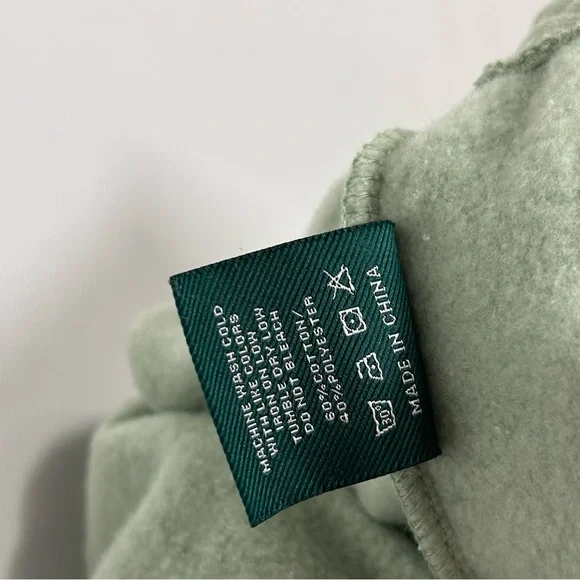 MACHINE WASH COLD
WITH LIKE COLORS
IRON ON LOW
TUMBLE DRY LOW
DO NOT BLEACH
60% COTTON/
40% POLYESTER
30°
MADE IN CHINA